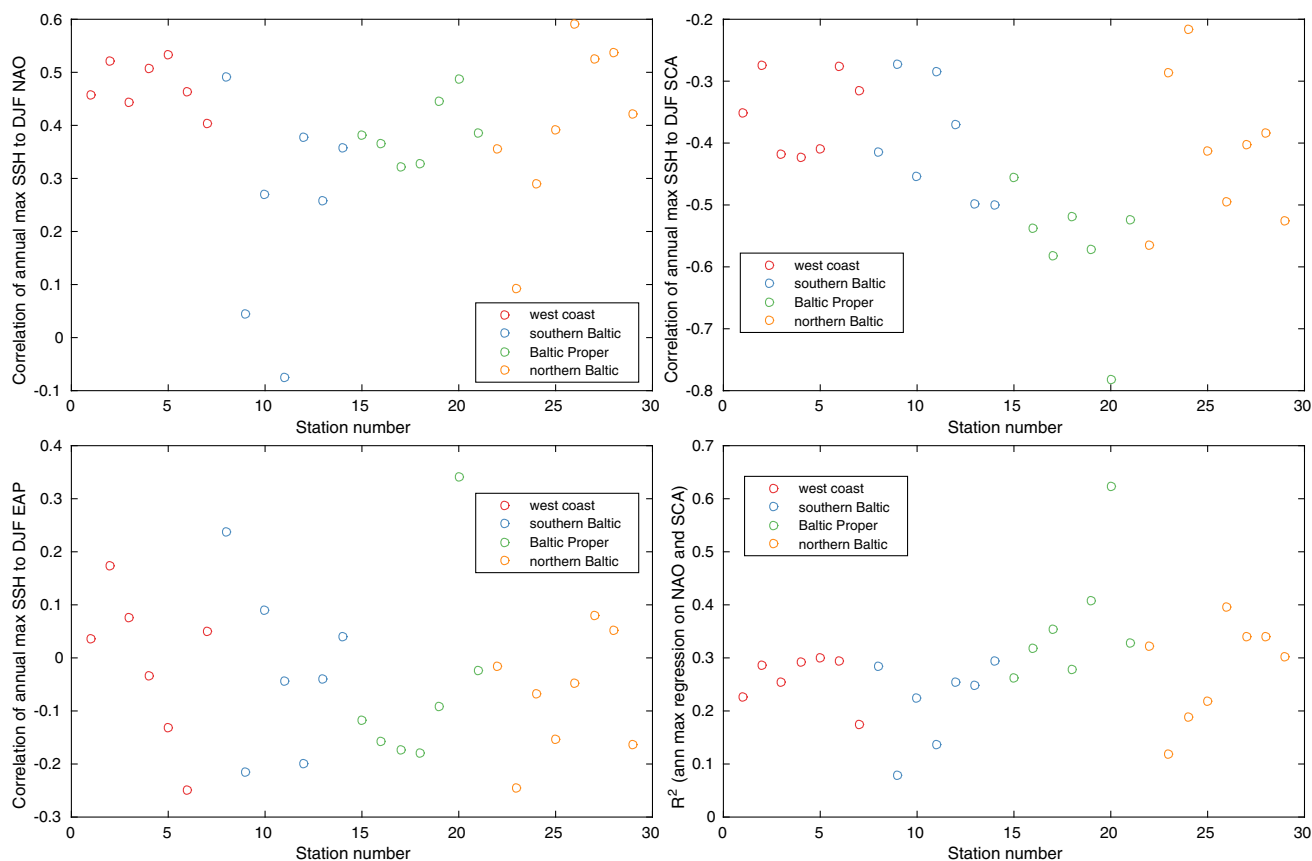 Correlation of annual max SSH to DJF NAO
0.6
0.5
0.4
0.3
0.2
0.1
0
-0.1
west coast
southern Baltic
Baltic Proper
northern Baltic
0 5 10 15 20 25 30
Station number
Correlation of annual max SSH to DJF SCA
-0.2
-0.3
-0.4
-0.5
-0.6
-0.7
-0.8
west coast
southern Baltic
Baltic Proper
northern Baltic
0 5 10 15 20 25 30
Station number
Correlation of annual max SSH to DJF EAP
0.4
0.3
0.2
0.1
0
-0.1
-0.2
-0.3
west coast
southern Baltic
Baltic Proper
northern Baltic
0 5 10 15 20 25 30
Station number
R² (ann max regression on NAO and SCA)
0.7
0.6
0.5
0.4
0.3
0.2
0.1
0
west coast
southern Baltic
Baltic Proper
northern Baltic
0 5 10 15 20 25 30
Station number